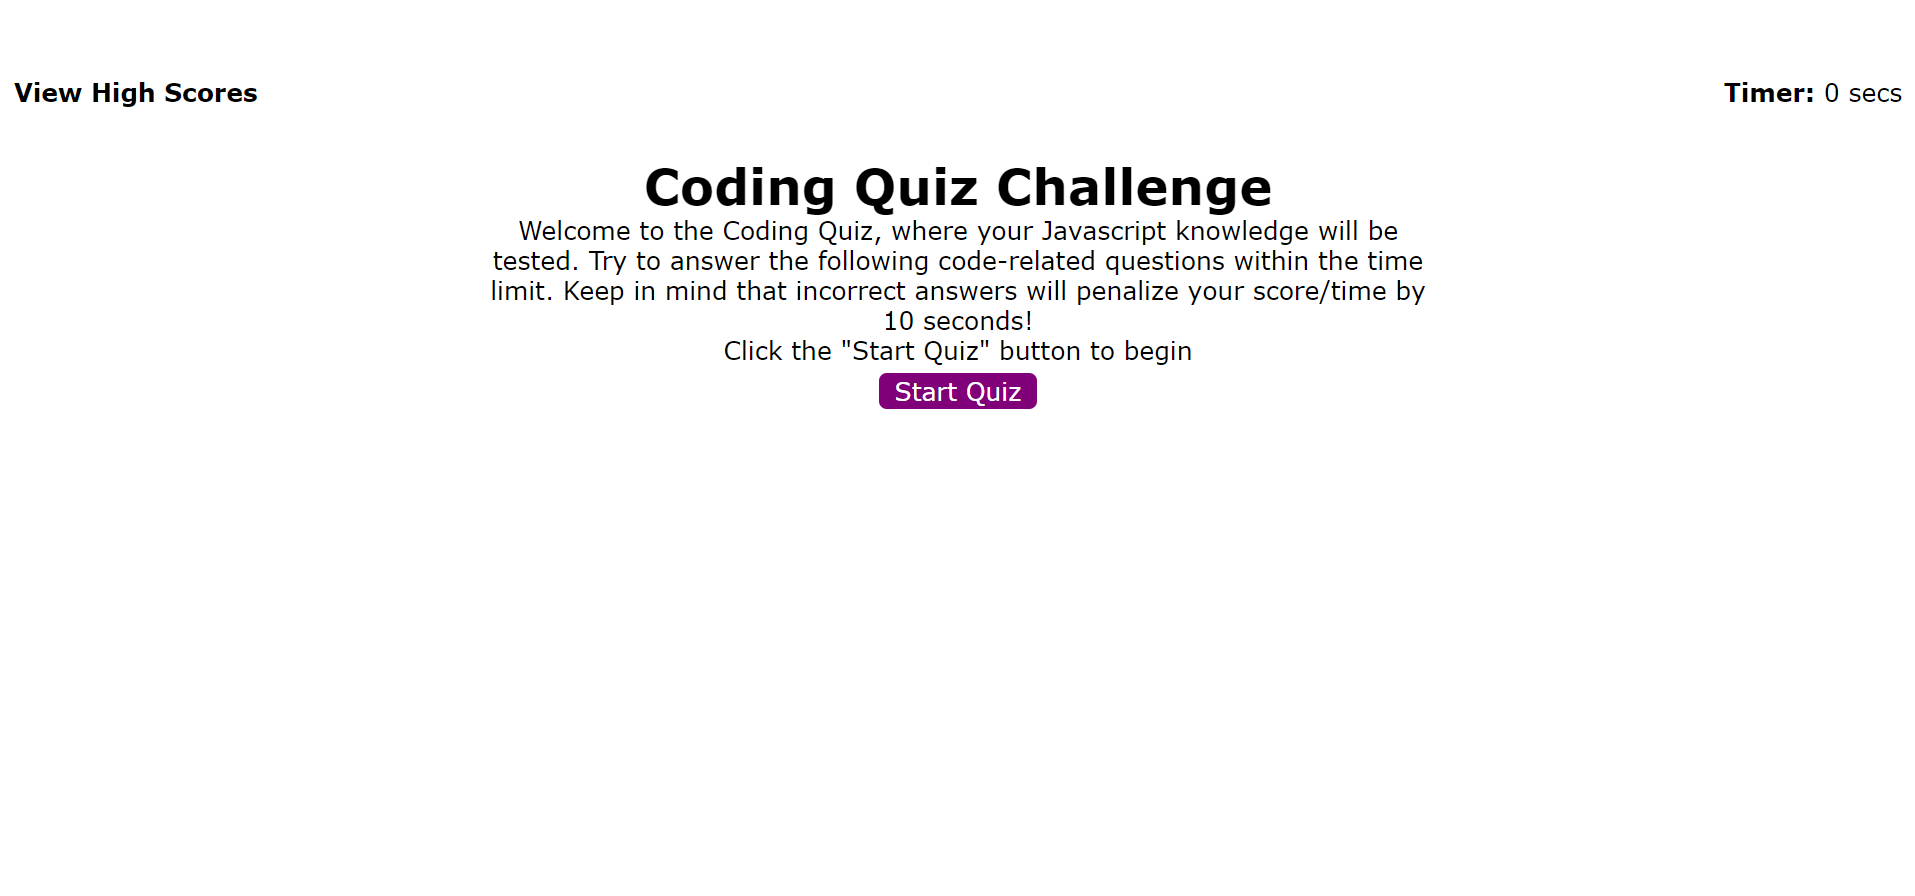 View High Scores
Timer: 0 secs
Coding Quiz Challenge
Welcome to the Coding Quiz, where your Javascript knowledge will be
tested. Try to answer the following code-related questions within the time
limit. Keep in mind that incorrect answers will penalize your score/time by
10 seconds!
Click the "Start Quiz" button to begin
Start Quiz